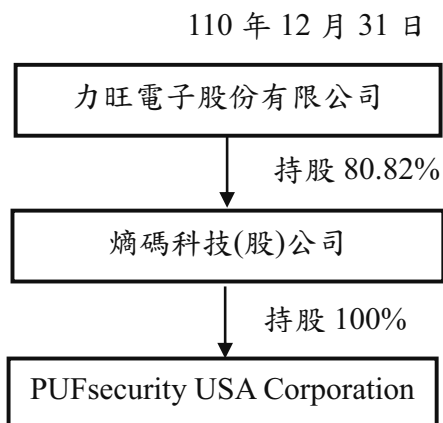 110 年 12 月 31 日
力旺電子股份有限公司
持股 80.82%
熵碼科技(股)公司
持股 100%
PUFsecurity USA Corporation